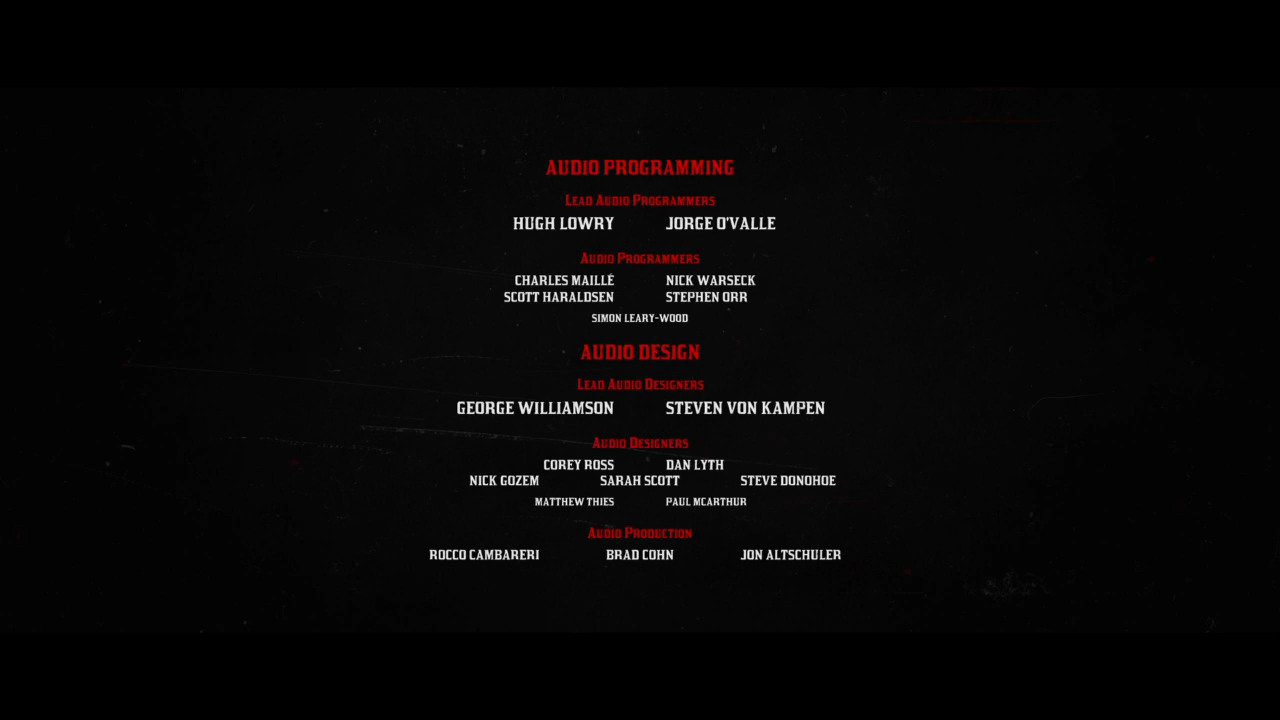 AUDIO PROGRAMMING
LEAD AUDIO PROGRAMMERS
HUGH LOWRY JORGE O'VALLE
AUDIO PROGRAMMERS
CHARLES MAILLÉ NICK WARSECK
SCOTT HARALDSEN STEPHEN ORR
SIMON LEARY-WOOD
AUDIO DESIGN
LEAD AUDIO DESIGNERS
GEORGE WILLIAMSON STEVEN VON KAMPEN
AUDIO DESIGNERS
COREY ROSS DAN LYTH
NICK GOZEM SARAH SCOTT STEVE DONOHOE
MATTHEW THIES PAUL MCARTHUR
AUDIO PRODUCTION
ROCCO CAMBARERI BRAD COHN JON ALTSCHULER